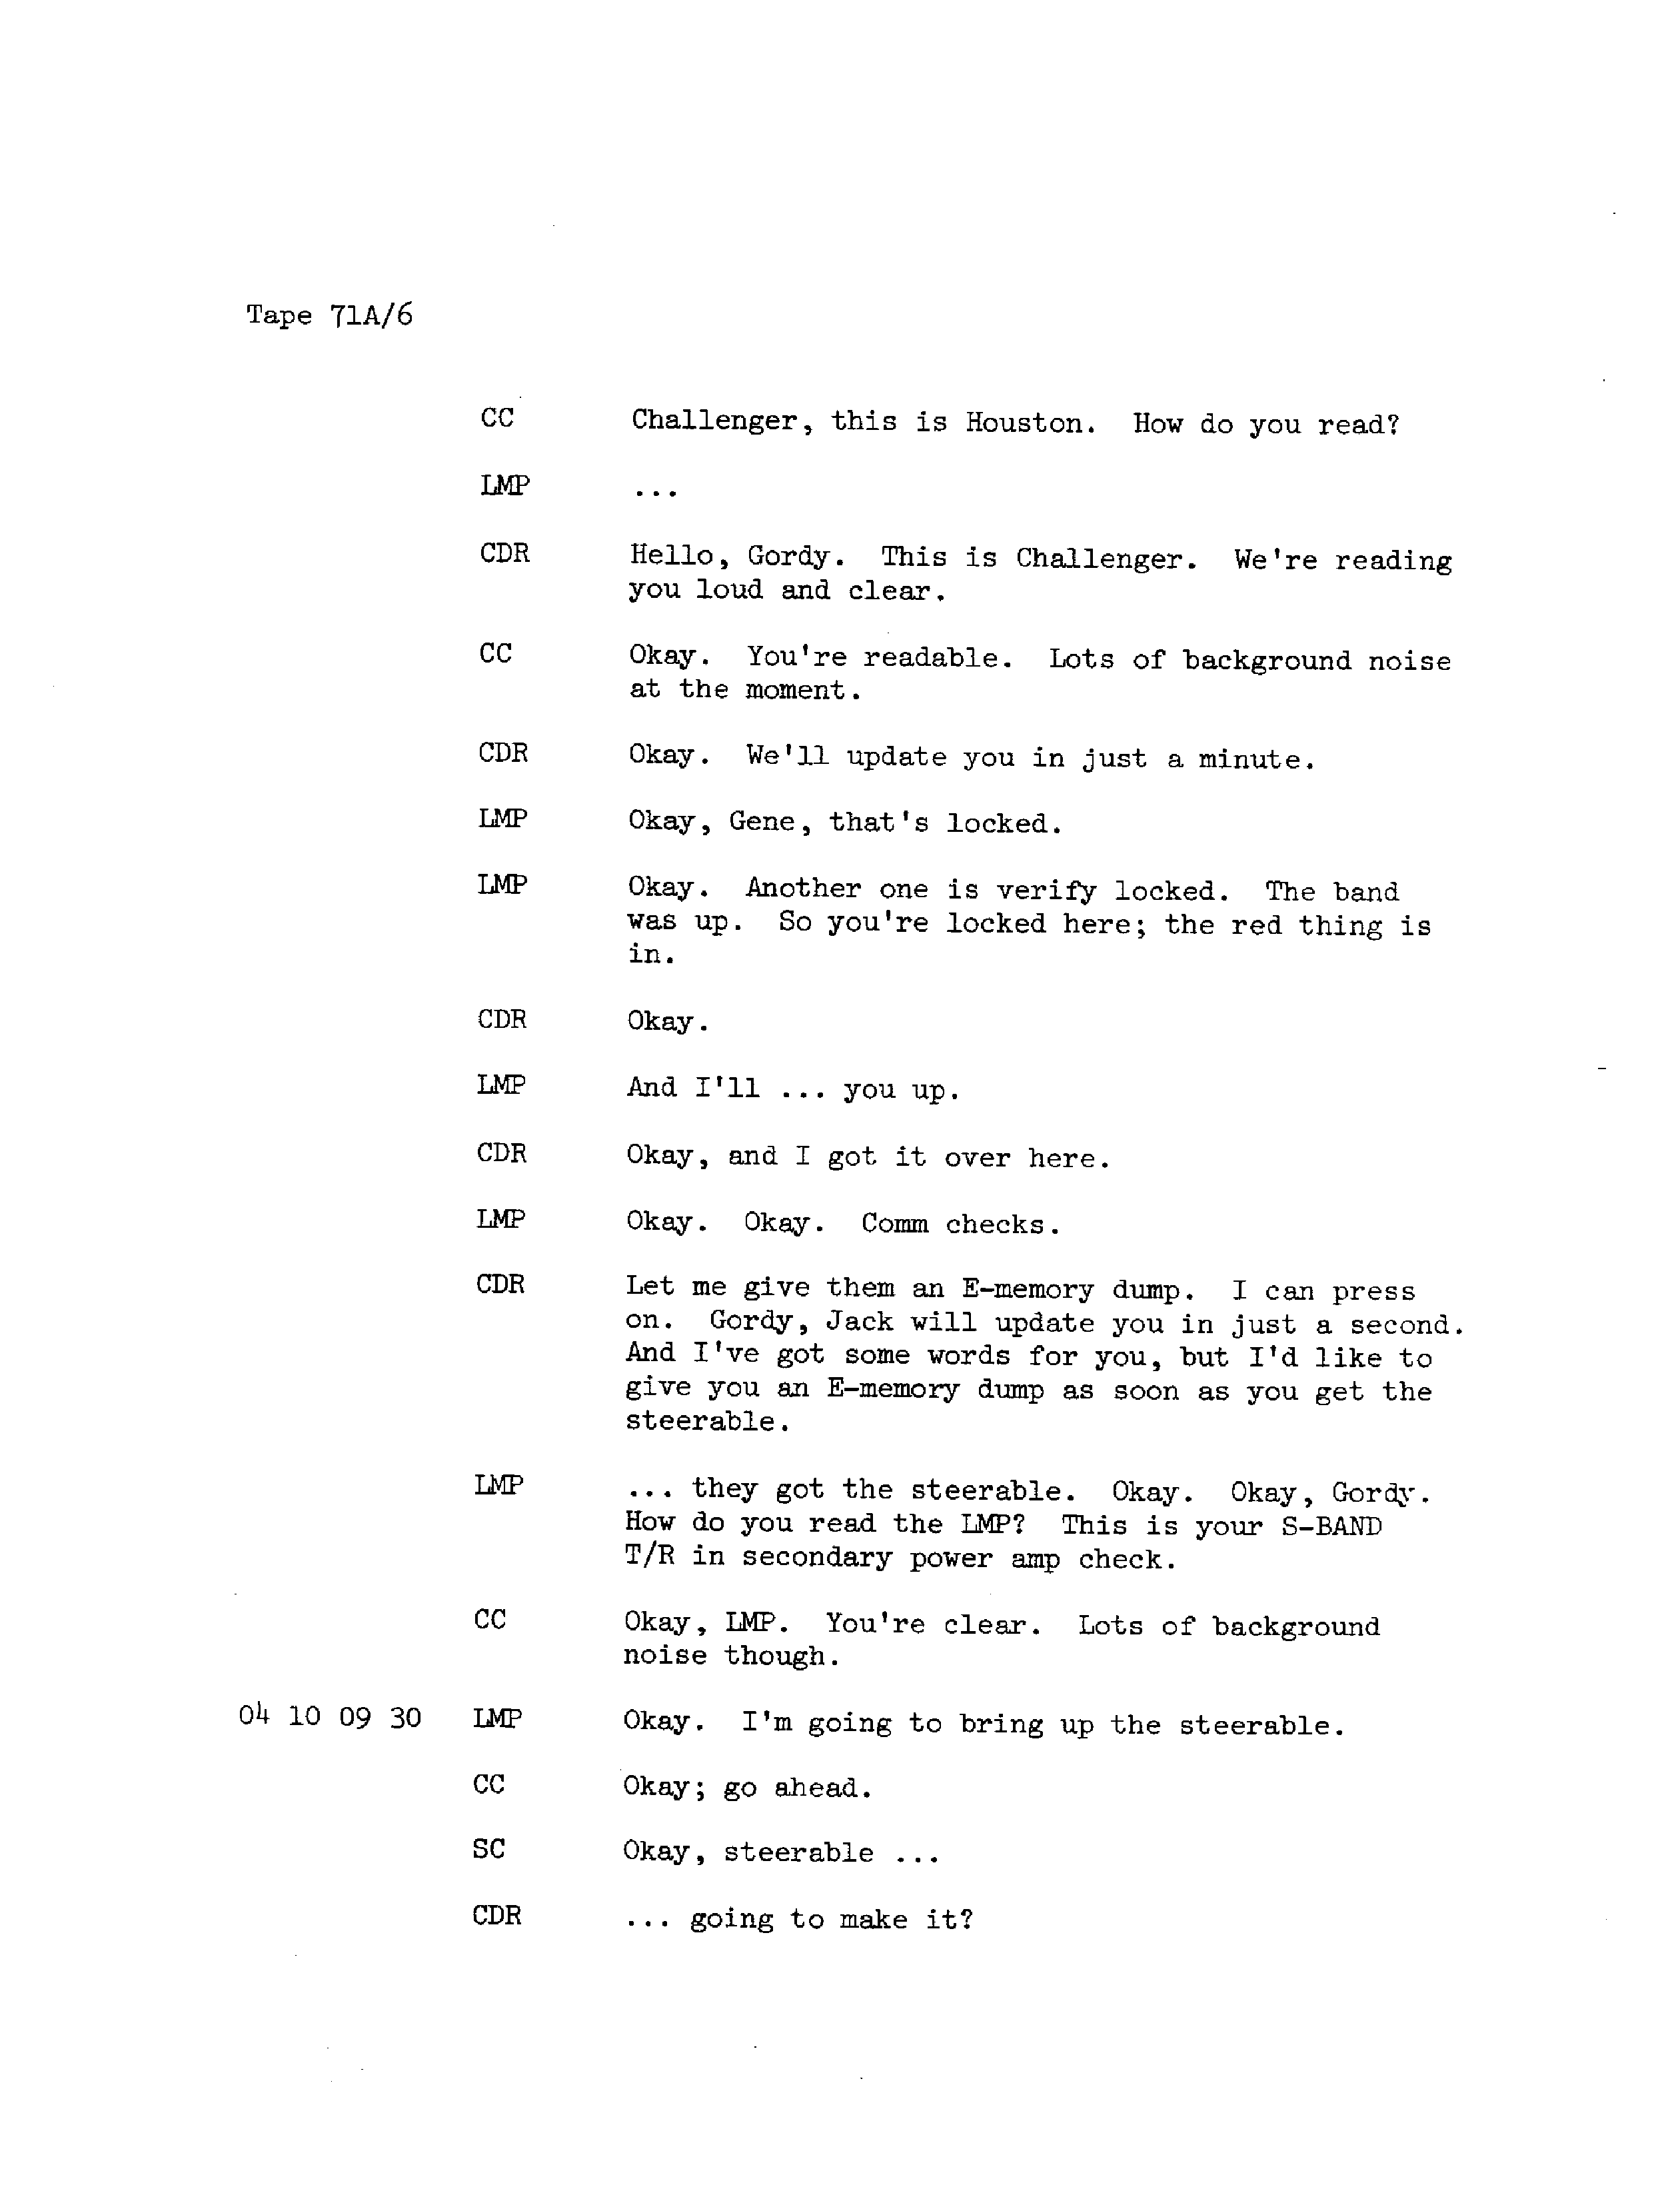 Tape 71A/6
CC Challenger, this is Houston. How do you read?
LMP ...
CDR Hello, Gordy. This is Challenger. We're reading
you loud and clear.
CC Okay. You're readable. Lots of background noise
at the moment.
CDR Okay. We'll update you in just a minute.
LMP Okay, Gene, that's locked.
LMP Okay. Another one is verify locked. The band
was up. So you're locked here; the red thing is
in.
CDR Okay.
LMP And I'll ... you up.
CDR Okay, and I got it over here.
LMP Okay. Okay. Comm checks.
CDR Let me give them an E-memory dump. I can press
on. Gordy, Jack will update you in just a second.
And I've got some words for you, but I'd like to
give you an E-memory dump as soon as you get the
steerable.
LMP ... they got the steerable. Okay. Okay, Gordy.
How do you read the LMP? This is your S-BAND
T/R in secondary power amp check.
CC Okay, LMP. You're clear. Lots of background
noise though.
04 10 09 30 LMP Okay. I'm going to bring up the steerable.
CC Okay; go ahead.
SC Okay, steerable ...
CDR ... going to make it?